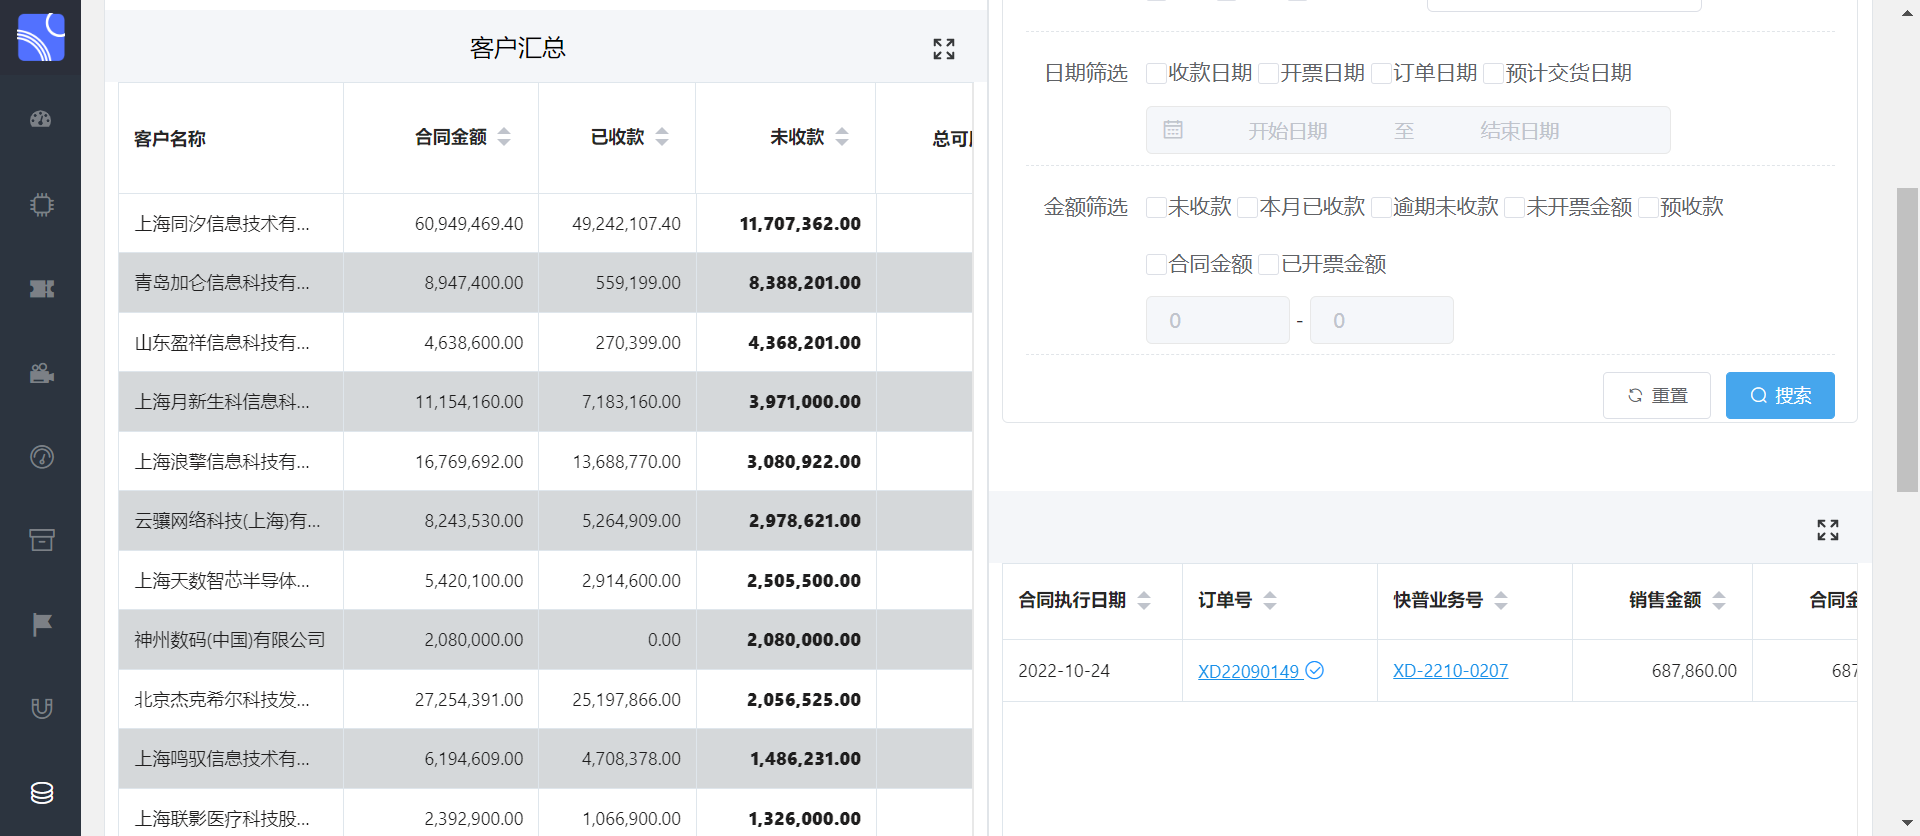 客户汇总
客户名称 合同金额 已收款 未收款 总可
上海同汐信息技术有... 60,949,469.40 49,242,107.40 11,707,362.00
青岛加仑信息科技有... 8,947,400.00 559,199.00 8,388,201.00
山东盈祥信息科技有... 4,638,600.00 270,399.00 4,368,201.00
上海月新生科信息科... 11,154,160.00 7,183,160.00 3,971,000.00
上海浪擎信息科技有... 16,769,692.00 13,688,770.00 3,080,922.00
云骧网络科技(上海)有... 8,243,530.00 5,264,909.00 2,978,621.00
上海天数智芯半导体... 5,420,100.00 2,914,600.00 2,505,500.00
神州数码(中国)有限公司 2,080,000.00 0.00 2,080,000.00
北京杰克希尔科技发... 27,254,391.00 25,197,866.00 2,056,525.00
上海鸣驭信息技术有... 6,194,609.00 4,708,378.00 1,486,231.00
上海联影医疗科技股... 2,392,900.00 1,066,900.00 1,326,000.00
日期筛选 收款日期 开票日期 订单日期 预计交货日期
开始日期 至 结束日期
金额筛选 未收款 本月已收款 逾期未收款 未开票金额 预收款
合同金额 已开票金额
0 - 0
重置 搜索
合同执行日期 订单号 快普业务号 销售金额 合同金
2022-10-24 XD22090149 XD-2210-0207 687,860.00 687